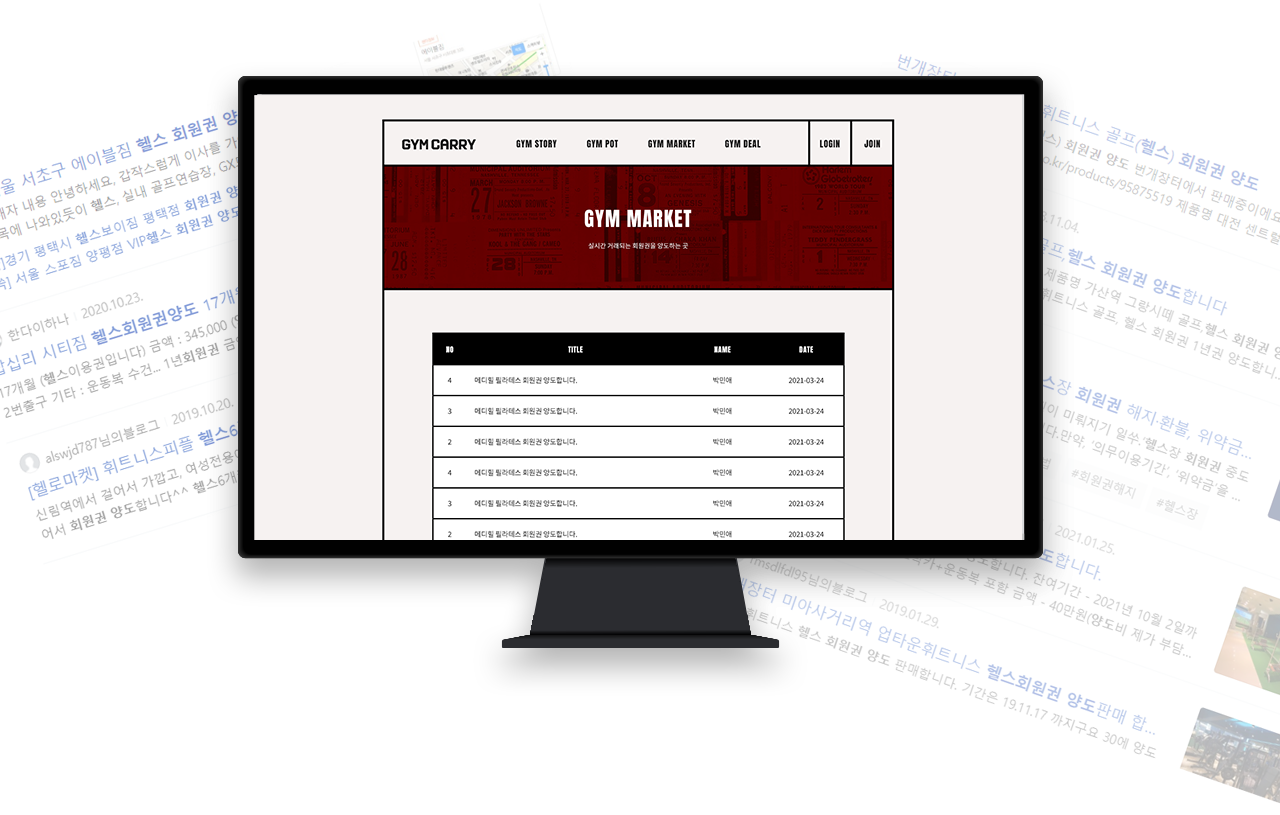 에이블짐
번개장터
헬스 회원권 양
울 서초구 에이블짐
내용 안녕하세요, 갑작스럽게 이사를 가
목에 나와있듯이 헬스, 실내 골프연습장, GX
]경기 평택시 헬스보이짐 평택점 회원권 양
] 서울 스포짐 양평점 VIP헬스 회원권 양도
한다이하나 2020.10.23.
십리 시티짐 헬스회원권양도 17개월
17개월 (헬스이용권입니다) 금액 : 345,000
2번출구 기타 : 운동복 수건... 1년회원권 금
alswjd787님의블로그 2019.10.20.
[헬로마켓] 휘트니스피플 헬스6
신림역에서 걸어서 가깝고, 여성전용
어서 회원권 양도합니다^^ 헬스6개
GYM CARRY
GYM STORY
GYM POT
GYM MARKET
GYM DEAL
LOGIN
JOIN
GYM MARKET
실시간 거래되는 회원권을 양도하는 곳
NO TITLE NAME DATE
4 메디힐 필라테스 회원권 양도합니다. 박민애 2021-03-24
3 메디힐 필라테스 회원권 양도합니다. 박민애 2021-03-24
2 메디힐 필라테스 회원권 양도합니다. 박민애 2021-03-24
4 메디힐 필라테스 회원권 양도합니다. 박민애 2021-03-24
3 메디힐 필라테스 회원권 양도합니다. 박민애 2021-03-24
2 메디힐 필라테스 회원권 양도합니다. 박민애 2021-03-24
휘트니스 골프(헬스) 회원권 양도
스) 회원권 양도 번개장터에서 판매중이에
o.kr/products/95875519 제품명 대전 센트럴
11.04.
골프,헬스 회원권 양도합니다
제품명 가산역 그랑시떼 골프,헬스 회원권
휘트니스 골프, 헬스 회원권 1년권 양도합니
스장 회원권 해지·환불, 위약금...
이 미뤄지기 일쑤.'헬스장 회원권 중도
다.만약, '의무이용기간', '위약금'을 ...
법 #회원권해지 #헬스장
2021.01.25.
도합니다.
합니다. 잔여기간 - 2021년 10월 2일까
카+운동복 포함 금액 - 40만원(양도비 제가 부담...
msdlfdl95님의블로그 2019.01.29.
장터 미아사거리역 업타운휘트니스 헬스회원권 양도판매 합...
휘트니스 헬스 회원권 양도 판매합니다. 기간은 19.11.17 까지구요 30에 양도